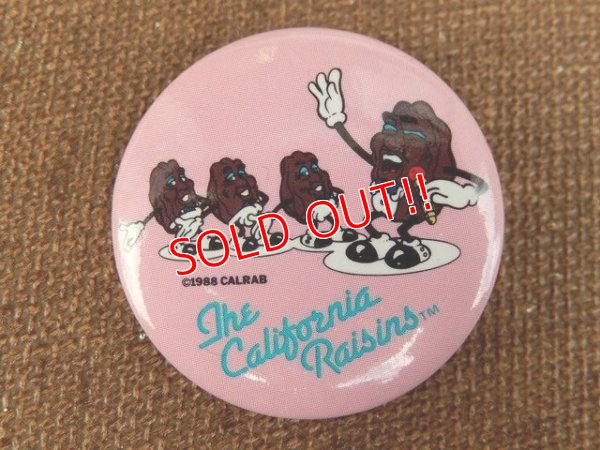 SOLD OUT!!
©1988 CALRAB
The
California
Raisins™